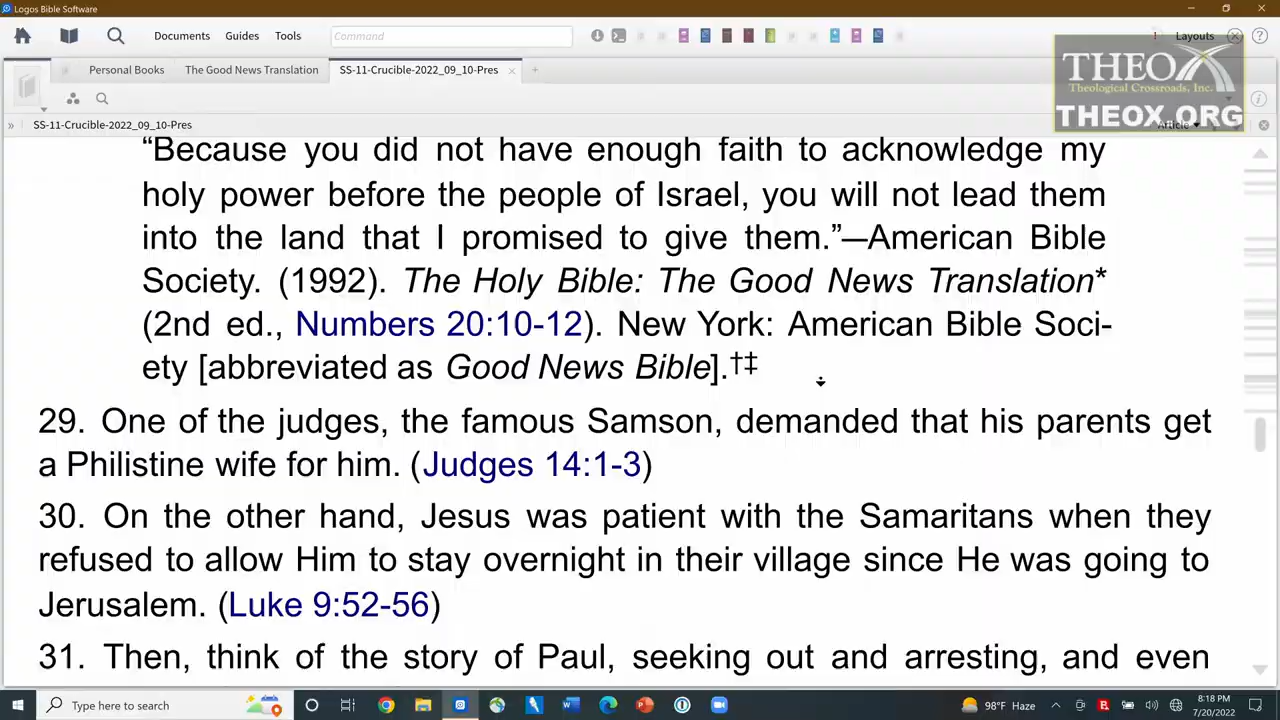 Logos Bible Software
Documents Guides Tools Command Layouts
Personal Books The Good News Translation SS-11-Crucible-2022_09_10-Pres
THEOX
Theological Crossroads, Inc.
THEOX.ORG
SS-11-Crucible-2022_09_10-Pres Article
“Because you did not have enough faith to acknowledge my
holy power before the people of Israel, you will not lead them
into the land that I promised to give them.”—American Bible
Society. (1992). The Holy Bible: The Good News Translation*
(2nd ed., Numbers 20:10-12). New York: American Bible Soci-
ety [abbreviated as Good News Bible].†‡
29. One of the judges, the famous Samson, demanded that his parents get
a Philistine wife for him. (Judges 14:1-3)
30. On the other hand, Jesus was patient with the Samaritans when they
refused to allow Him to stay overnight in their village since He was going to
Jerusalem. (Luke 9:52-56)
31. Then, think of the story of Paul, seeking out and arresting, and even
Type here to search
98°F Haze
8:18 PM
7/20/2022